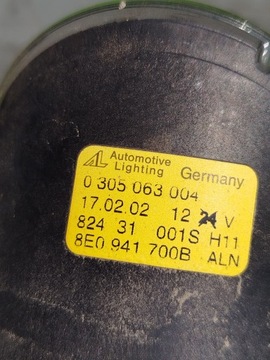 AL Automotive Lighting Germany
0 305 063 004
17.02.02 12 24 V
824 31 001S H11
8E0 941 700B ALN